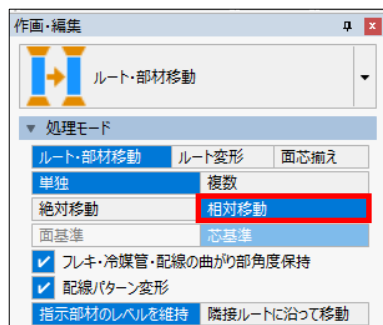 作画・編集
ルート・部材移動
処理モード
ルート・部材移動 ルート変形 面芯揃え
単独 複数
絶対移動 相対移動
面基準 芯基準
フレキ・冷媒管・配線の曲がり部角度保持
配線パターン変形
指示部材のレベルを維持 隣接ルートに沿って移動